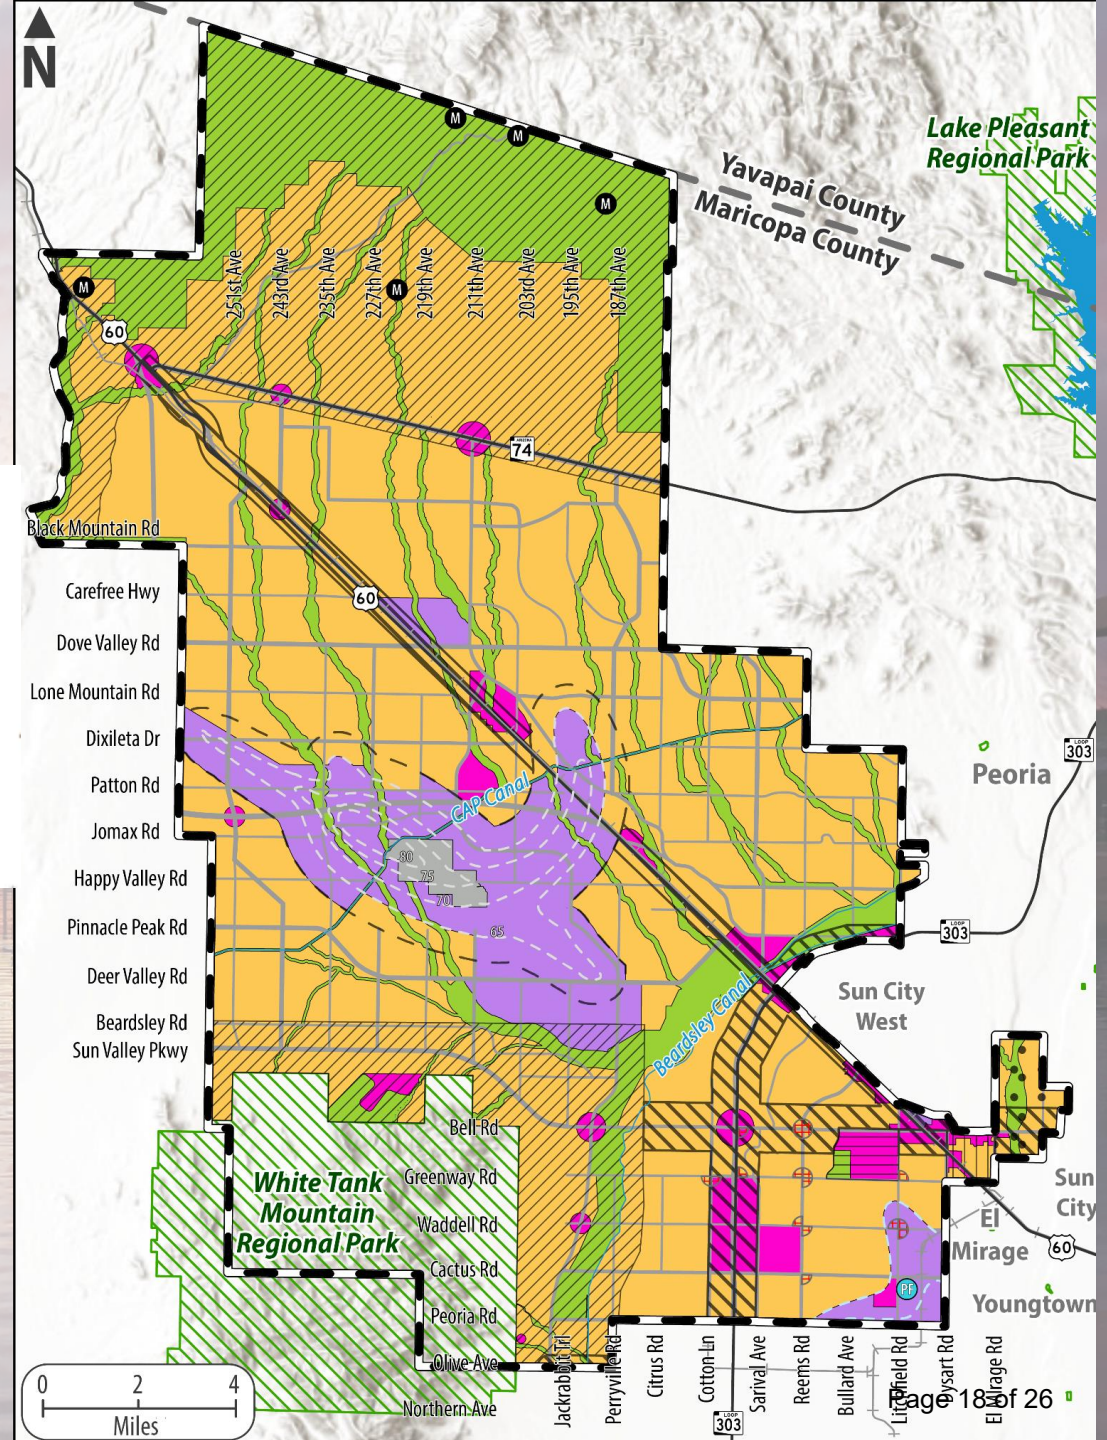 N
Lake Pleasant
Regional Park
Yavapai County
Maricopa County
M
M
M
M
M
251st Ave
243rd Ave
235th Ave
227th Ave
219th Ave
211th Ave
203rd Ave
195th Ave
187th Ave
60
ARIZONA
74
Black Mountain Rd
Carefree Hwy
60
Dove Valley Rd
Lone Mountain Rd
Dixileta Dr
LOOP
303
Peoria
Patton Rd
CAP Canal
Jomax Rd
80
75
70
65
Happy Valley Rd
Pinnacle Peak Rd
LOOP
303
Deer Valley Rd
Sun City
West
Beardsley Canal
Beardsley Rd
Sun Valley Pkwy
Bell Rd
White Tank
Mountain
Regional Park
Greenway Rd
Sun
City
Waddell Rd
El
Mirage
60
Cactus Rd
PF
Youngtown
Peoria Rd
Olive Ave
Northern Ave
Jackrabbit Trl
Perryville Rd
Citrus Rd
Cotton Ln
Sarival Ave
Reems Rd
Bullard Ave
Litchfield Rd
Dysart Rd
El Mirage Rd
LOOP
303
0 2 4
Miles
Page 18 of 26